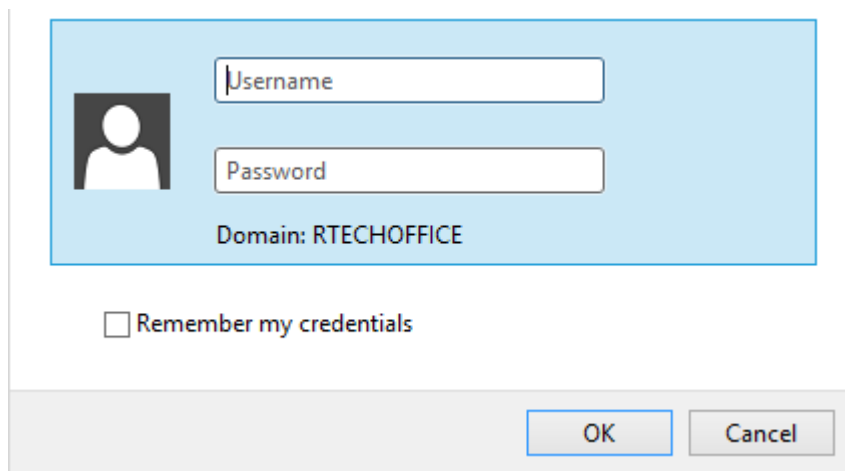 Username
Password
Domain: RTECHOFFICE
Remember my credentials
OK
Cancel